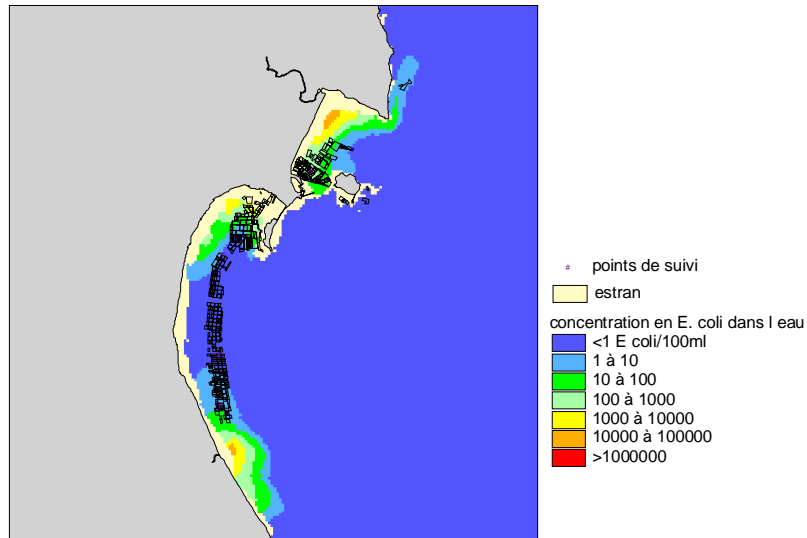 # points de suivi
estran
concentration en E. coli dans l eau
<1 E coli/100ml
1 à 10
10 à 100
100 à 1000
1000 à 10000
10000 à 100000
>1000000